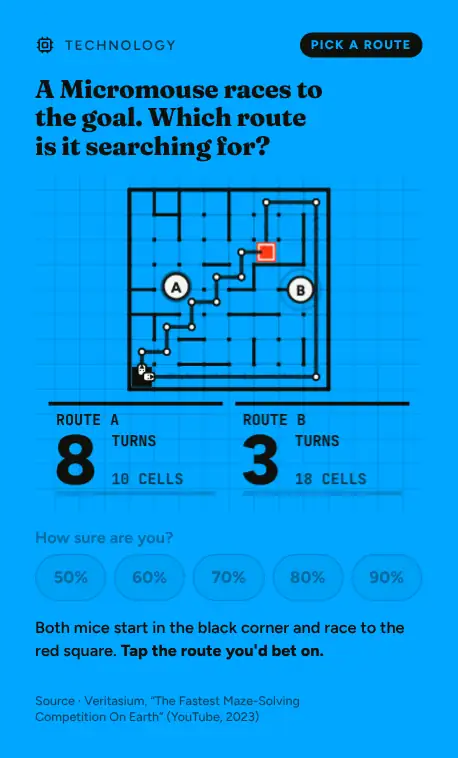 TECHNOLOGY
PICK A ROUTE
A Micromouse races to
the goal. Which route
is it searching for?
A
B
ROUTE A
8 TURNS
10 CELLS
ROUTE B
3 TURNS
18 CELLS
How sure are you?
50% 60% 70% 80% 90%
Both mice start in the black corner and race to the
red square. Tap the route you'd bet on.
Source · Veritasium, “The Fastest Maze-Solving
Competition On Earth” (YouTube, 2023)